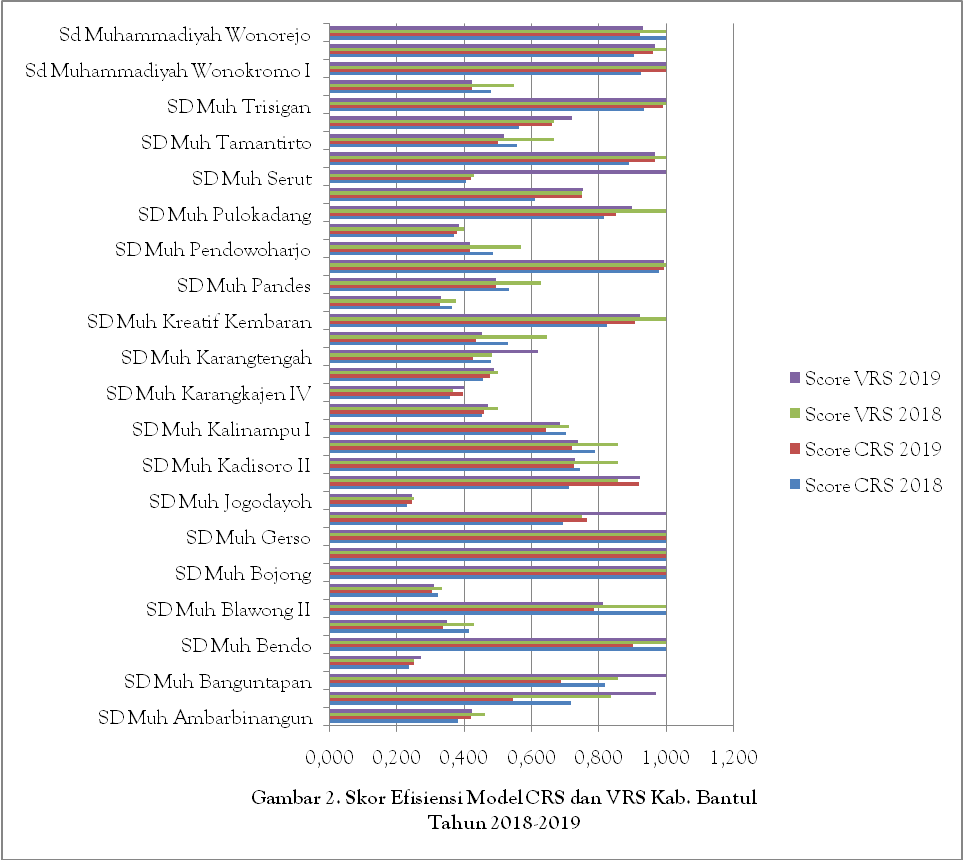 Sd Muhammadiyah Wonorejo
Sd Muhammadiyah Wonokromo I
SD Muh Trisigan
SD Muh Tamantirto
SD Muh Serut
SD Muh Pulokadang
SD Muh Pendowoharjo
SD Muh Pandes
SD Muh Kreatif Kembaran
SD Muh Karangtengah
SD Muh Karangkajen IV
SD Muh Kalinampu I
SD Muh Kadisoro II
SD Muh Jogodayoh
SD Muh Gerso
SD Muh Bojong
SD Muh Blawong II
SD Muh Bendo
SD Muh Banguntapan
SD Muh Ambarbinangun
0,000 0,200 0,400 0,600 0,800 1,000 1,200
Score VRS 2019
Score VRS 2018
Score CRS 2019
Score CRS 2018
Gambar 2. Skor Efisiensi Model CRS dan VRS Kab. Bantul
Tahun 2018-2019